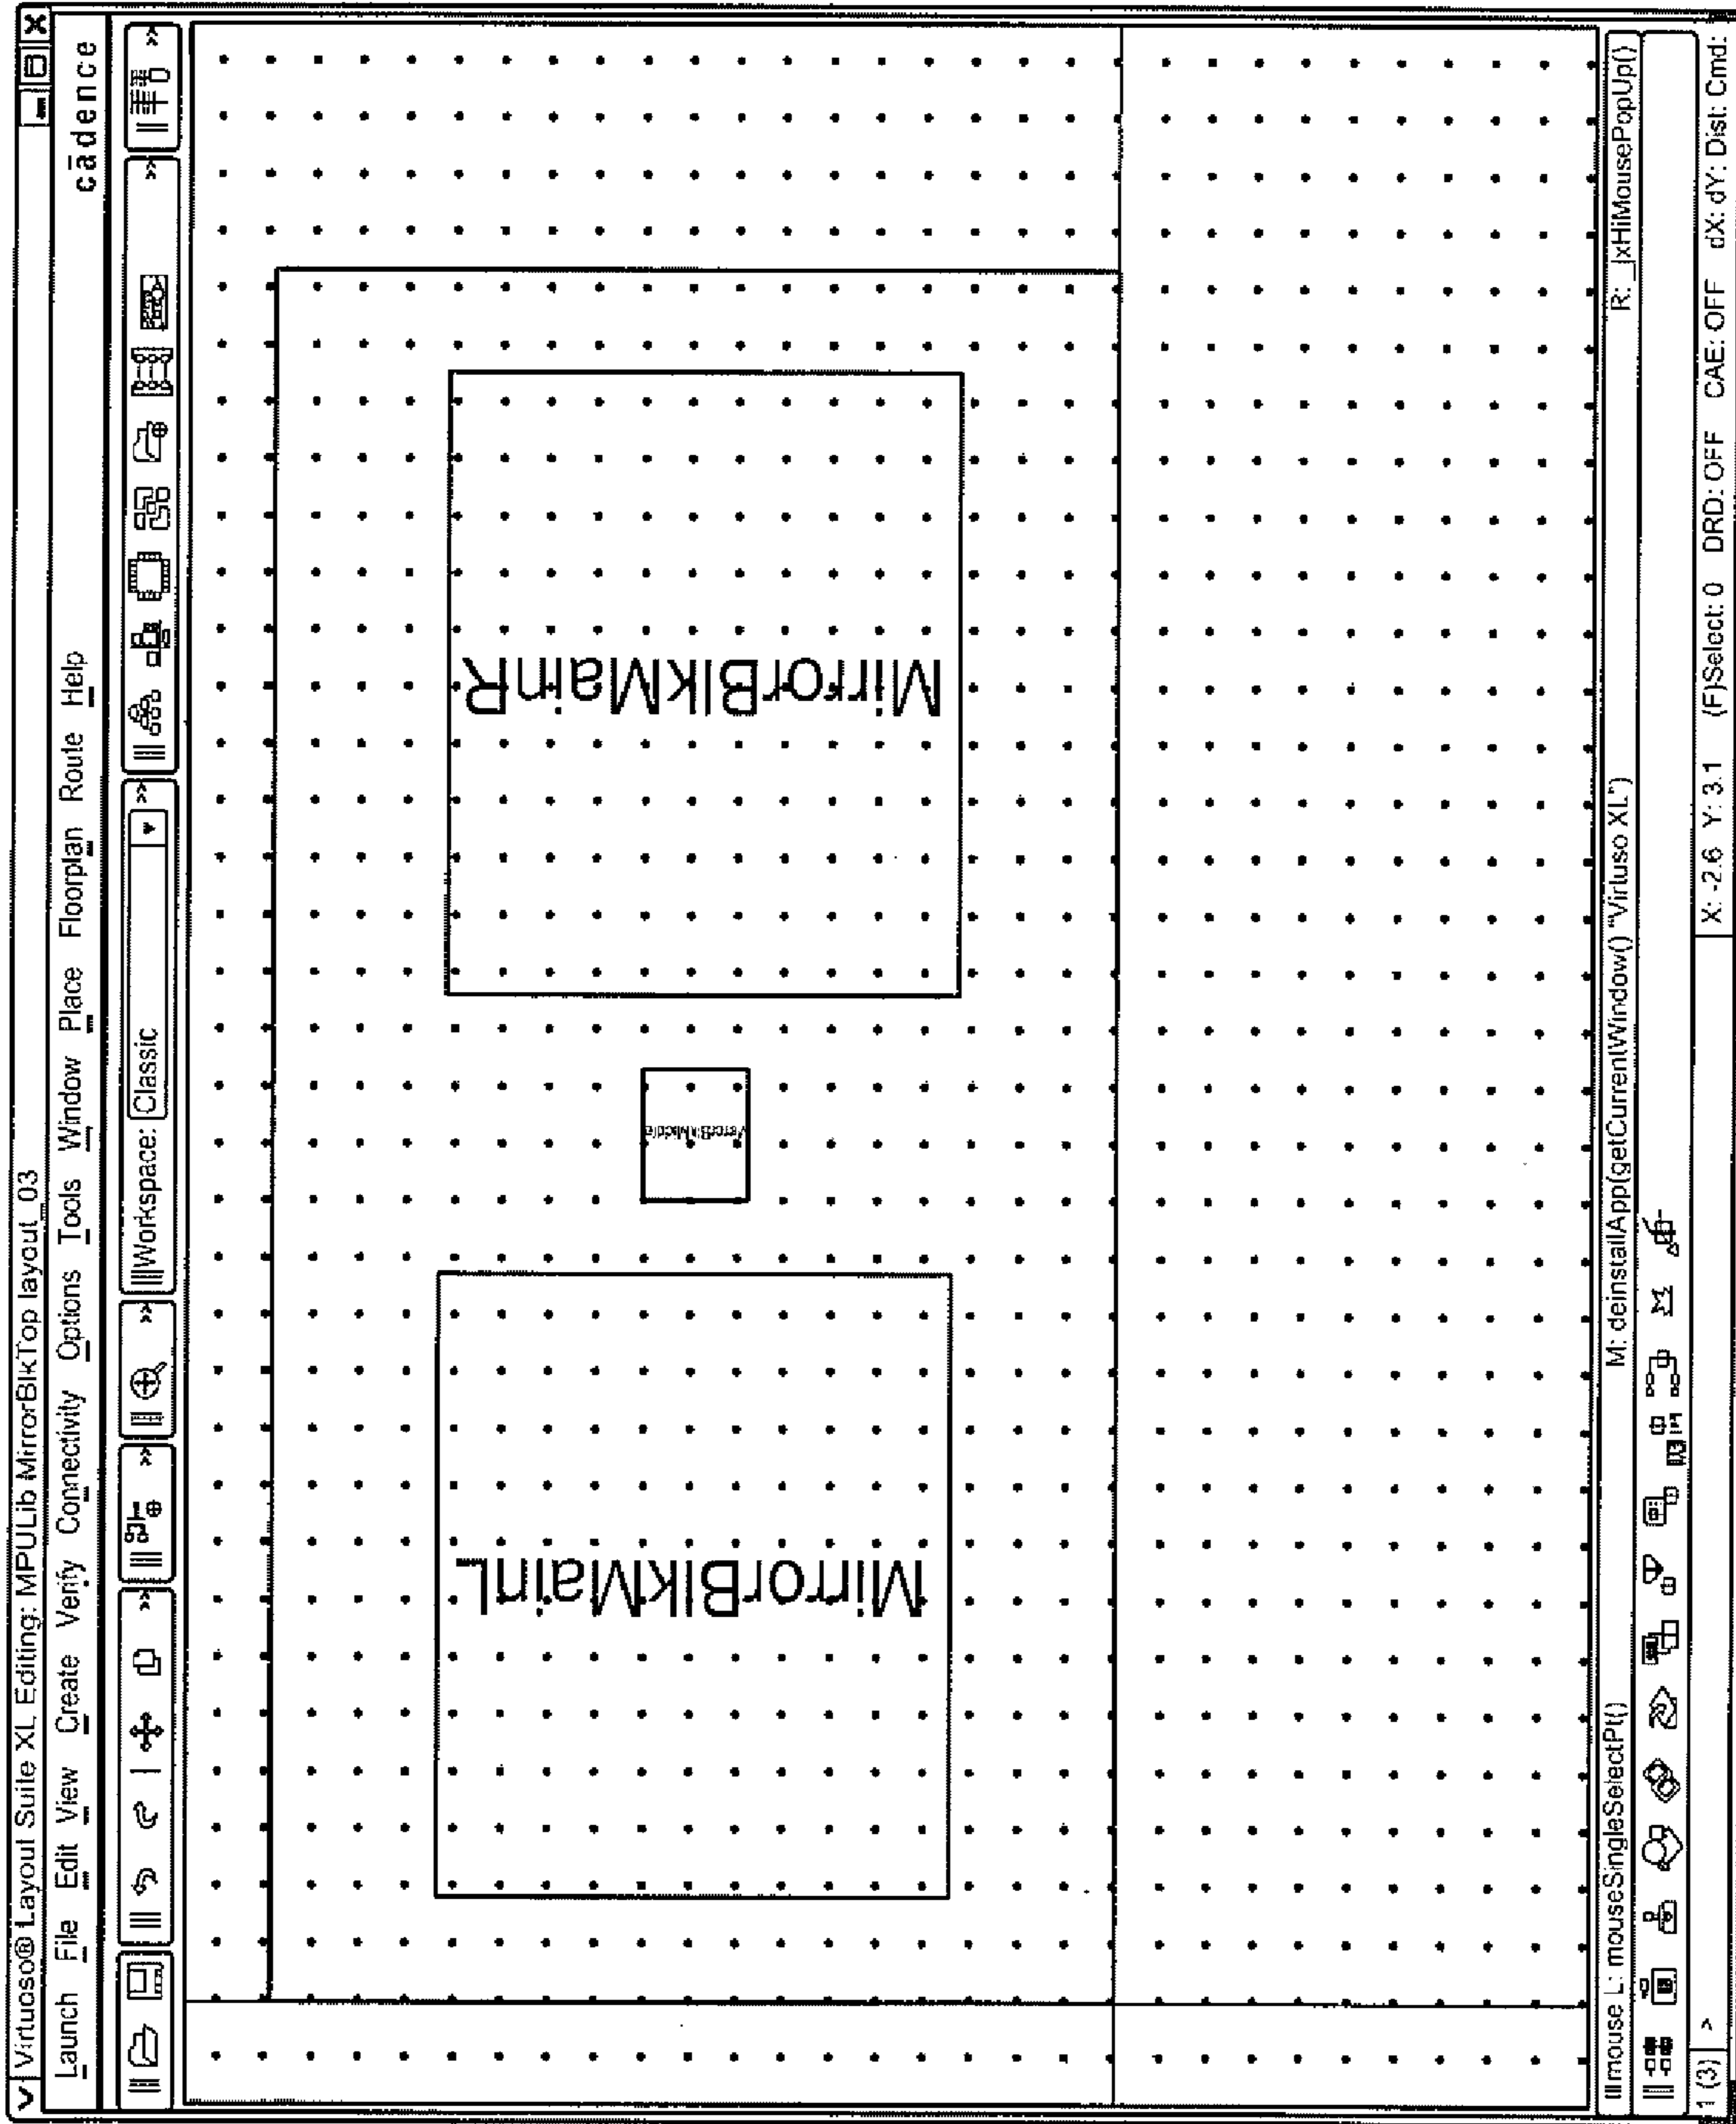 Virtuoso® Layout Suite XL Editing: MPULib MirrorBlkTop layout_03
Launch File Edit View Create Verify Connectivity Options Tools Window Place Floorplan Route Help
cādence
Workspace: Classic
MirrorBlkMainL
MirrorBlkMiddle
MirrorBlkMainR
mouse L: mouseSingleSelectPt()
M: deinstallApp(getCurrentWindow() "Virtuso XL")
R: _lxHiMousePopUp()
1 (3) >
X: -2.6 Y: 3.1 (F)Select: 0 DRD: OFF CAE: OFF dX: dY: Dist: Cmd: